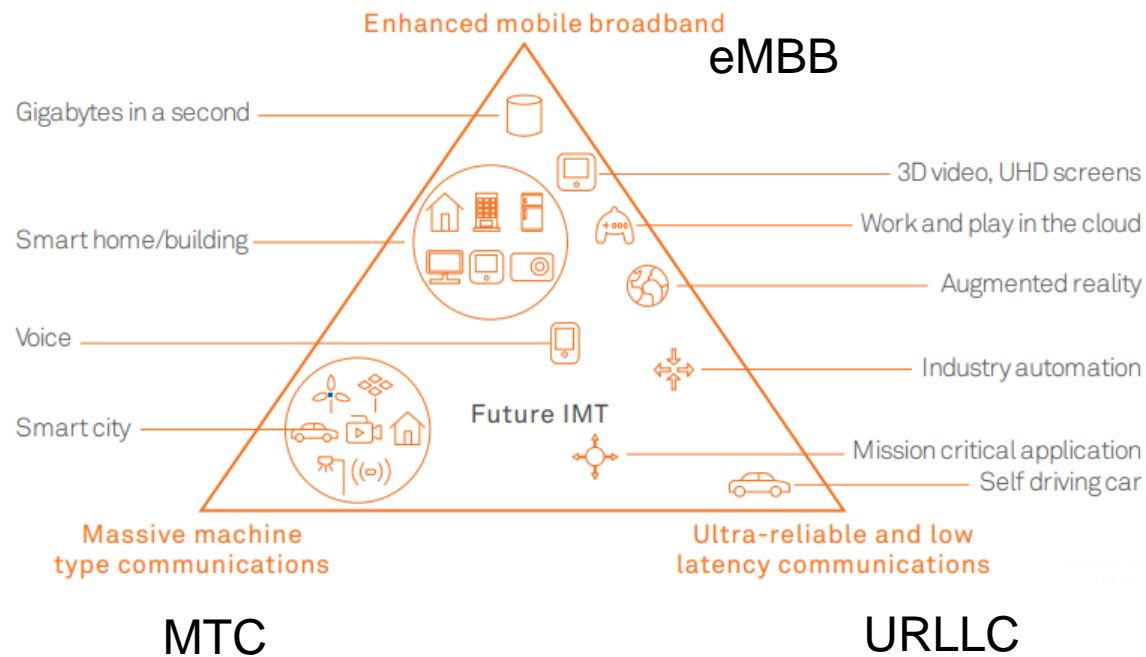 Enhanced mobile broadband
eMBB
Gigabytes in a second
3D video, UHD screens
Work and play in the cloud
Smart home/building
Augmented reality
Voice
Industry automation
Future IMT
Smart city
Mission critical application
Self driving car
Massive machine
type communications
Ultra-reliable and low
latency communications
MTC
URLLC